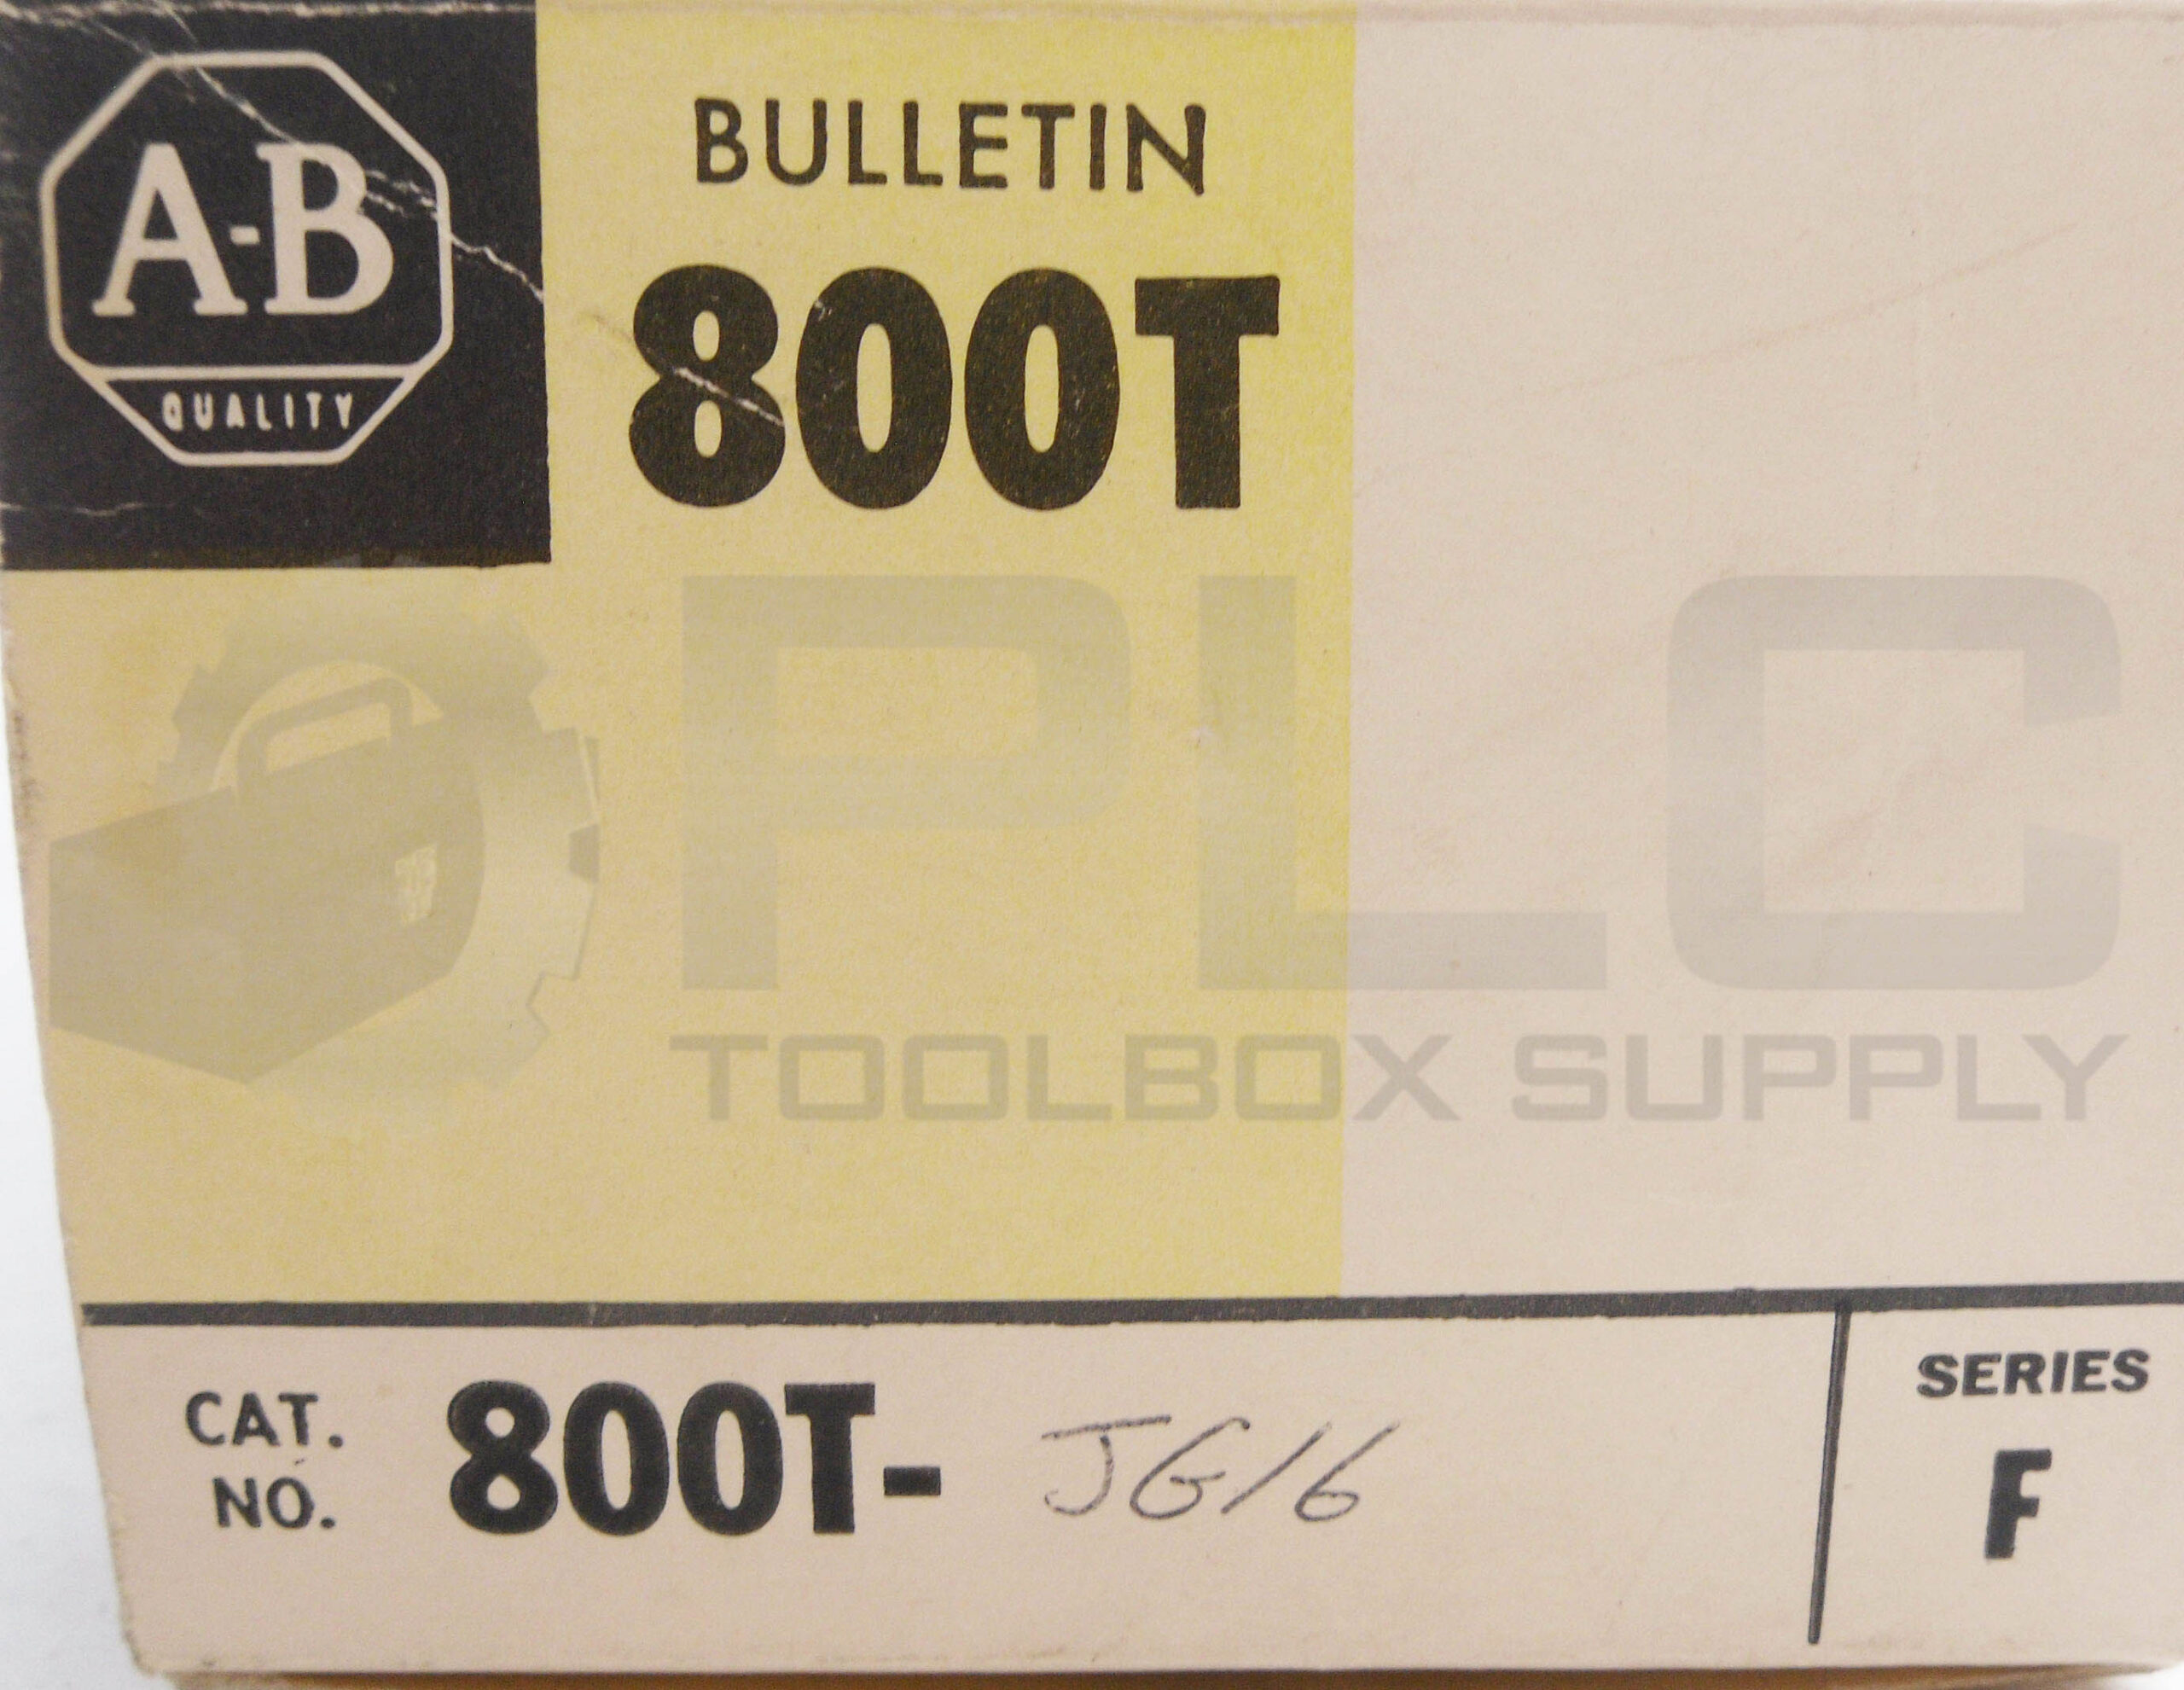 A-B
QUALITY
BULLETIN
800T
PLC
TOOLBOX SUPPLY
CAT. NO. 800T- JG16
SERIES
F